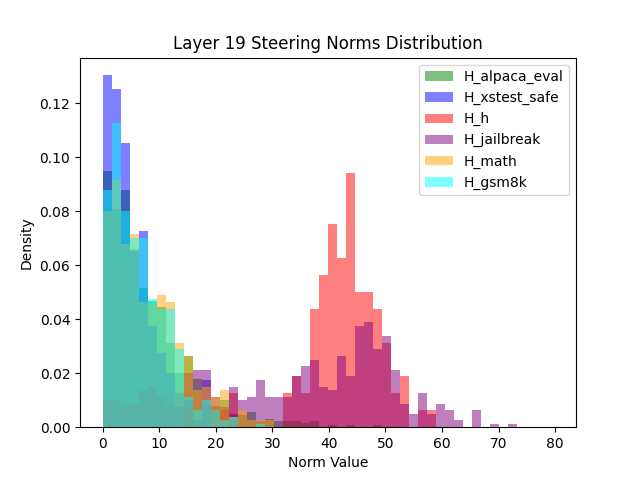 Layer 19 Steering Norms Distribution
H_alpaca_eval
H_xstest_safe
H_h
H_jailbreak
H_math
H_gsm8k
0.12
0.10
0.08
0.06
0.04
0.02
0.00
Density
0 10 20 30 40 50 60 70 80
Norm Value